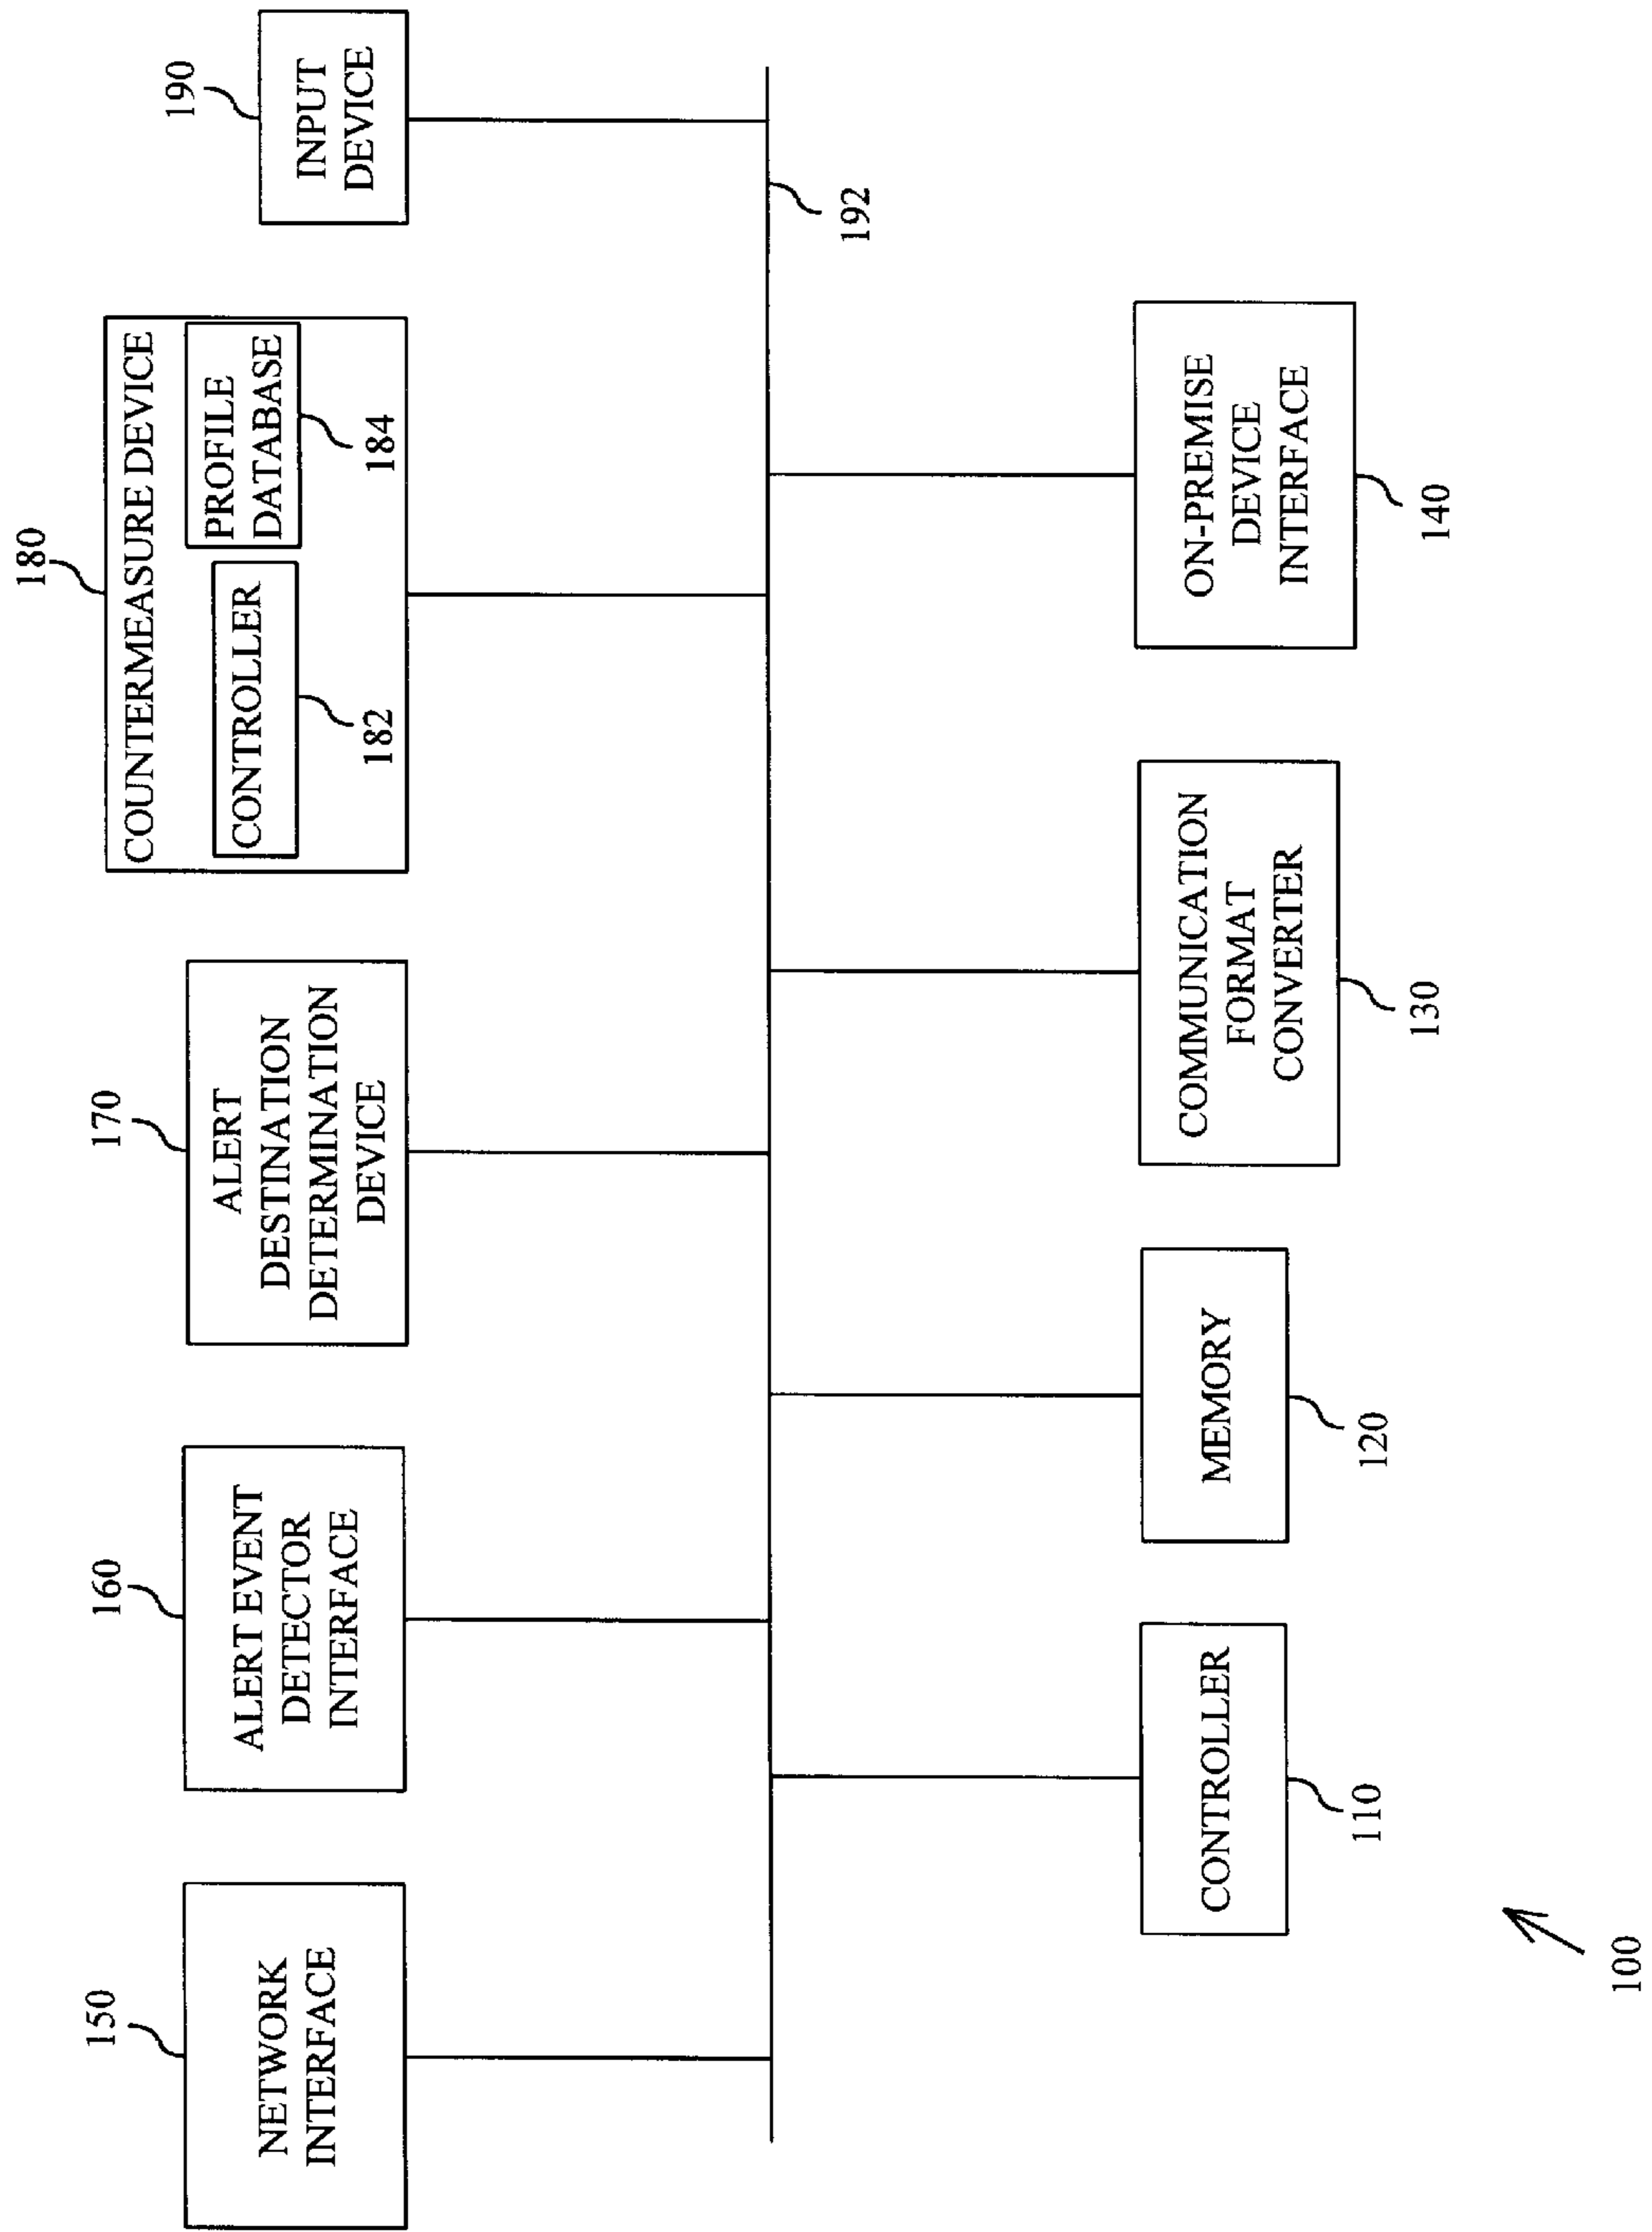 180
COUNTERMEASURE DEVICE
190
170
160
150
INPUT
DEVICE
CONTROLLER
PROFILE
DATABASE
182
184
ALERT
DESTINATION
DETERMINATION
DEVICE
ALERT EVENT
DETECTOR
INTERFACE
NETWORK
INTERFACE
192
CONTROLLER
MEMORY
COMMUNICATION
FORMAT
CONVERTER
ON-PREMISE
DEVICE
INTERFACE
110
120
130
140
100